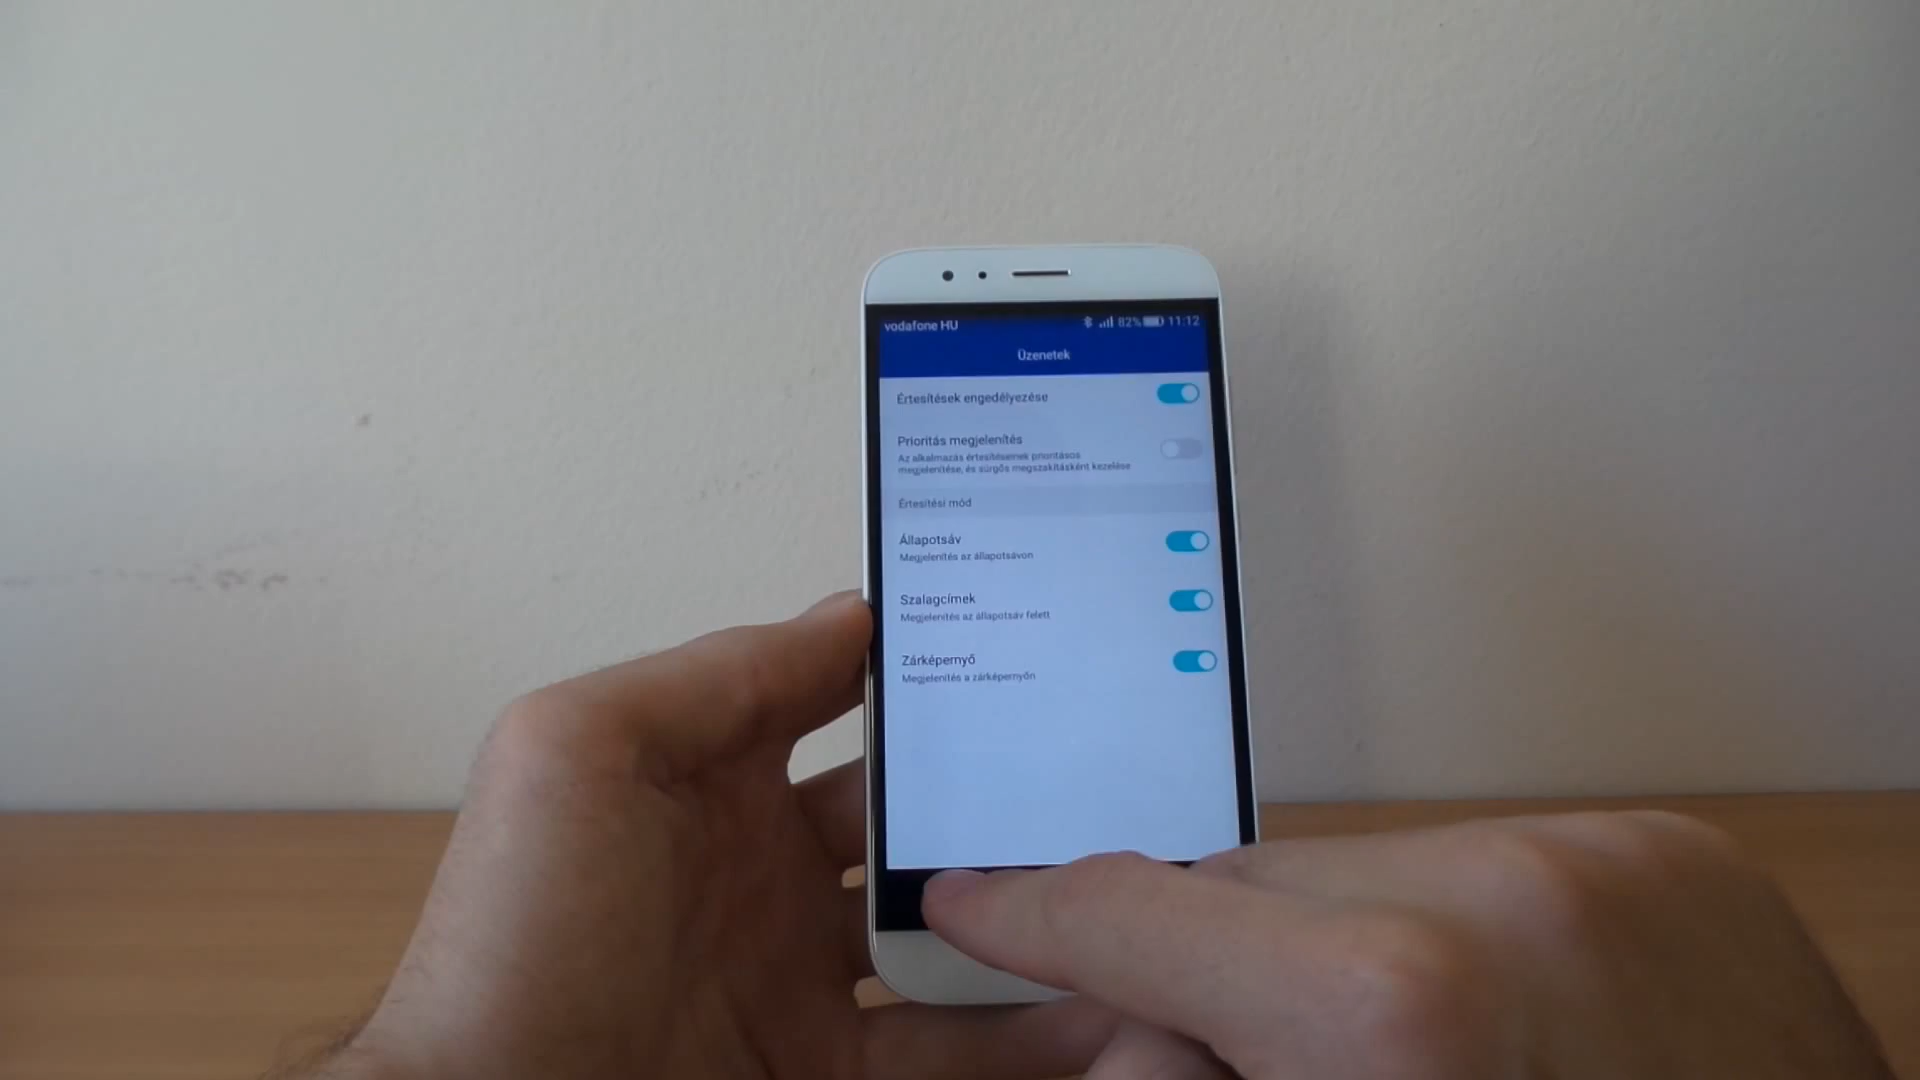 vodafone HU 82% 11:12
Üzenetek
Értesítések engedélyezése
Prioritás megjelenítés
Az alkalmazás értesítéseinek prioritásos
megjelenítése, és sürgős megszakításként kezelése
Értesítési mód
Állapotsáv
Megjelenítés az állapotsávon
Szalagcímek
Megjelenítés az állapotsáv felett
Zárképernyő
Megjelenítés a zárképernyőn